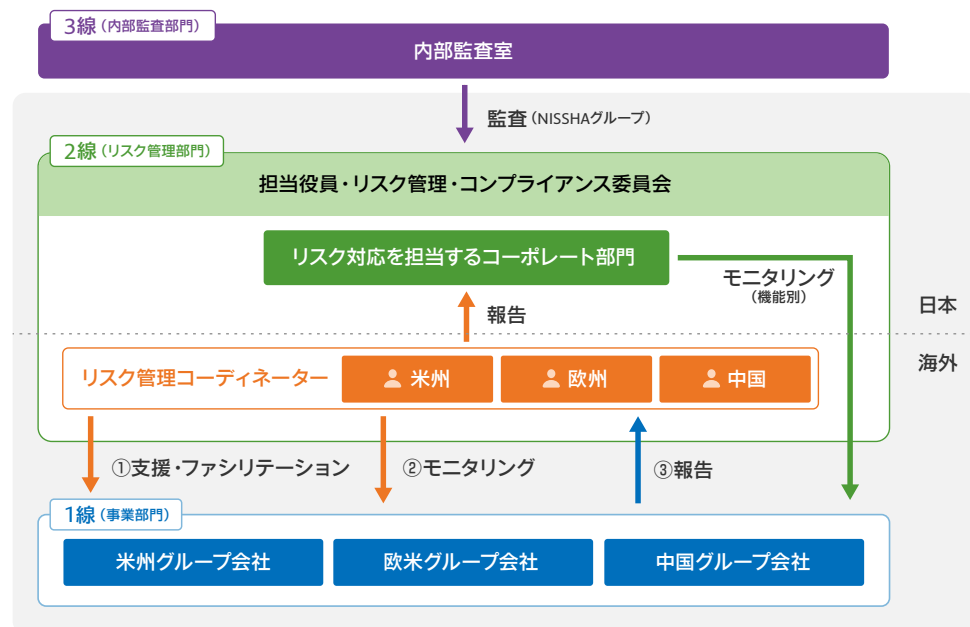 3線（内部監査部門）
内部監査室
監査（NISSHAグループ）
2線（リスク管理部門）
担当役員・リスク管理・コンプライアンス委員会
リスク対応を担当するコーポレート部門
モニタリング
（機能別）
報告
日本
海外
リスク管理コーディネーター
米州
欧州
中国
①支援・ファシリテーション
②モニタリング
③報告
1線（事業部門）
米州グループ会社
欧米グループ会社
中国グループ会社